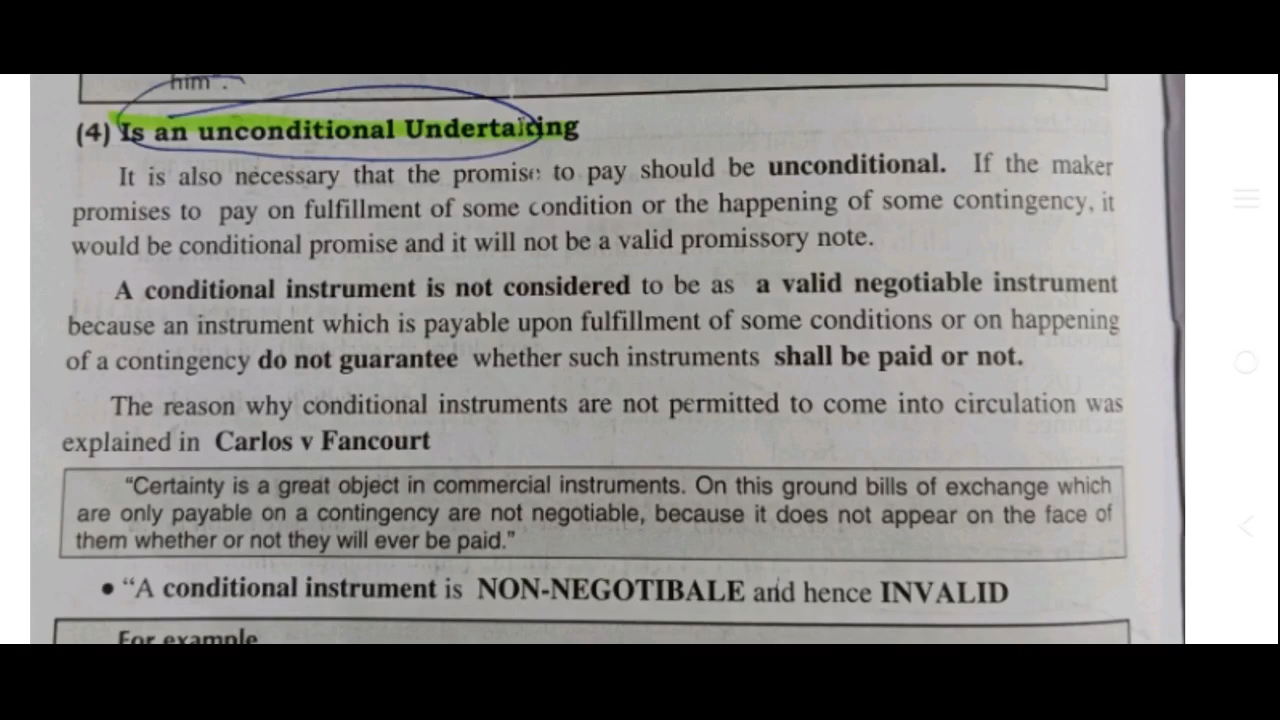 him".
(4) Is an unconditional Undertaking
It is also necessary that the promise to pay should be unconditional. If the maker
promises to pay on fulfillment of some condition or the happening of some contingency, it
would be conditional promise and it will not be a valid promissory note.
A conditional instrument is not considered to be as a valid negotiable instrument
because an instrument which is payable upon fulfillment of some conditions or on happening
of a contingency do not guarantee whether such instruments shall be paid or not.
The reason why conditional instruments are not permitted to come into circulation was
explained in Carlos v Fancourt
“Certainty is a great object in commercial instruments. On this ground bills of exchange which
are only payable on a contingency are not negotiable, because it does not appear on the face of
them whether or not they will ever be paid.”
• “A conditional instrument is NON-NEGOTIBALE and hence INVALID
For example